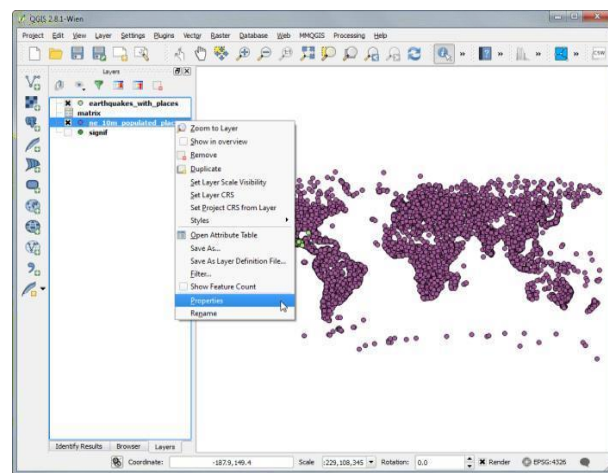 QGIS 2.8.1-Wien
Project Edit View Layer Settings Plugins Vector Raster Database Web MMQGIS Processing Help
CSW
Layers
earthquakes_with_places
matrix
ne_10m_populated_places
signif
Zoom to Layer
Show in overview
Remove
Duplicate
Set Layer Scale Visibility
Set Layer CRS
Set Project CRS from Layer
Styles
Open Attribute Table
Save As...
Save As Layer Definition File...
Filter...
Show Feature Count
Properties
Rename
Identify Results Browser Layers
Coordinate: -187.9,149.4 Scale :229,108,345 Rotation: 0.0 Render EPSG:4326